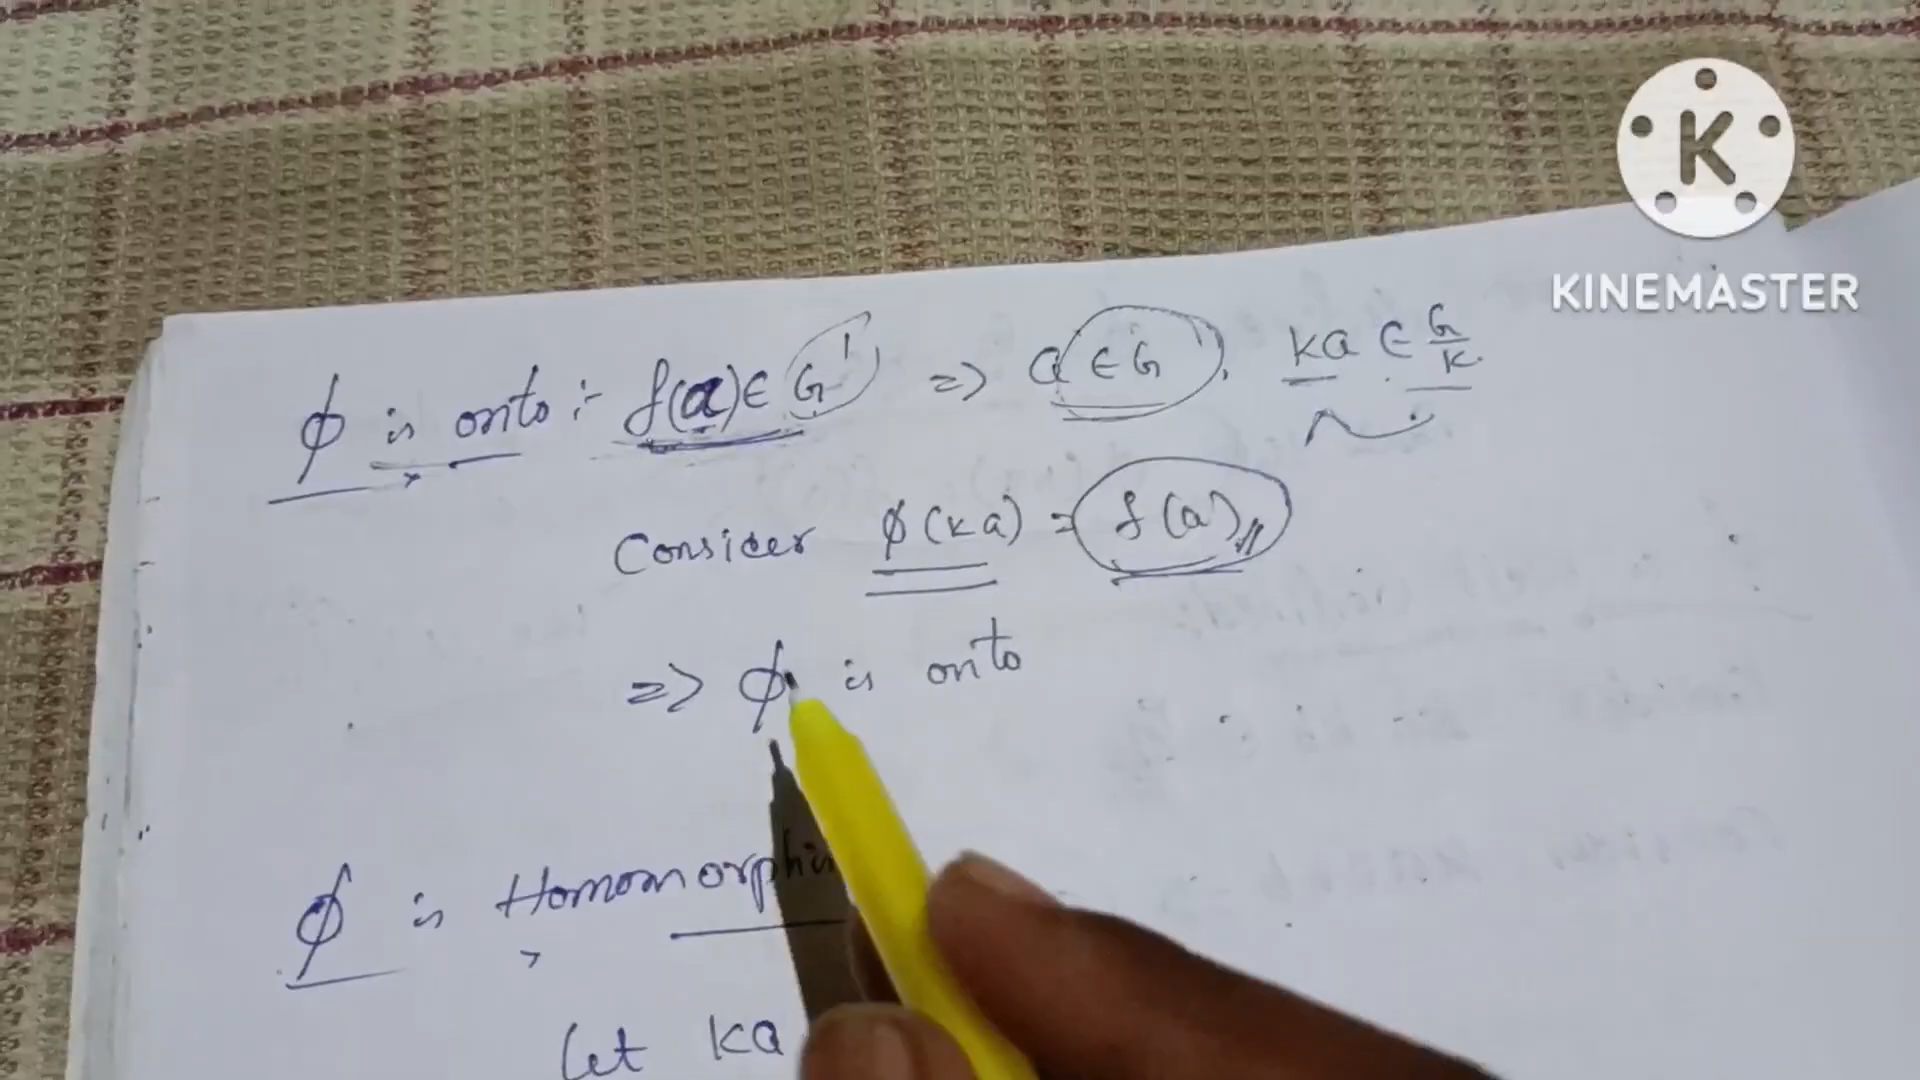 K
KINEMASTER
ϕ is onto :- f(a) ∈ G' => a ∈ G. Ka ∈ G/K.
Consider ϕ(Ka) = f(a)
=> ϕ is onto
ϕ is Homomorphi
Let Ka